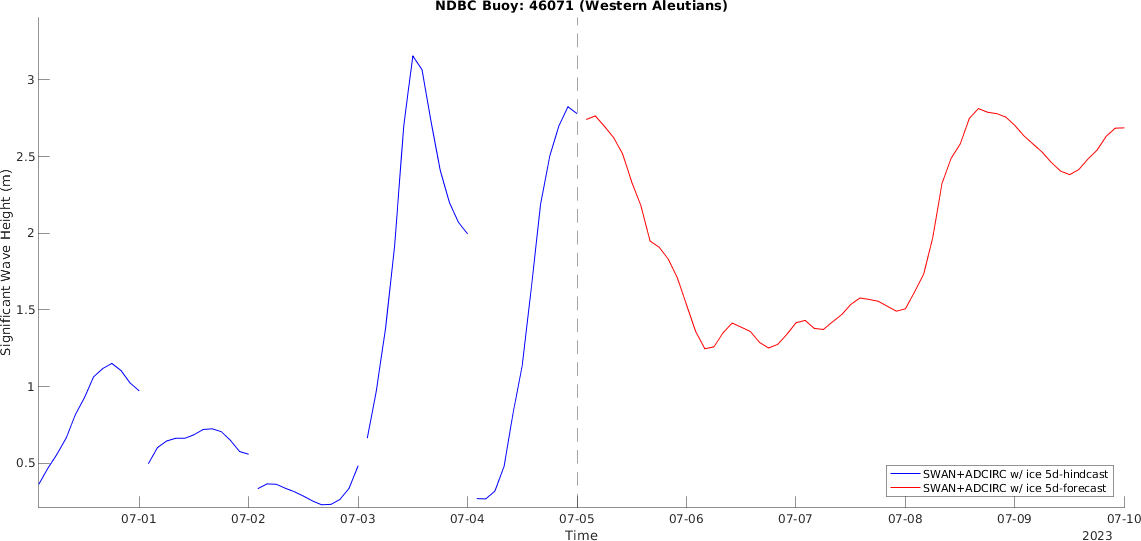 NDBC Buoy: 46071 (Western Aleutians)
3
2.5
2
1.5
1
0.5
Significant Wave Height (m)
SWAN+ADCIRC w/ ice 5d-hindcast
SWAN+ADCIRC w/ ice 5d-forecast
07-01 07-02 07-03 07-04 07-05 07-06 07-07 07-08 07-09 07-10
Time
2023